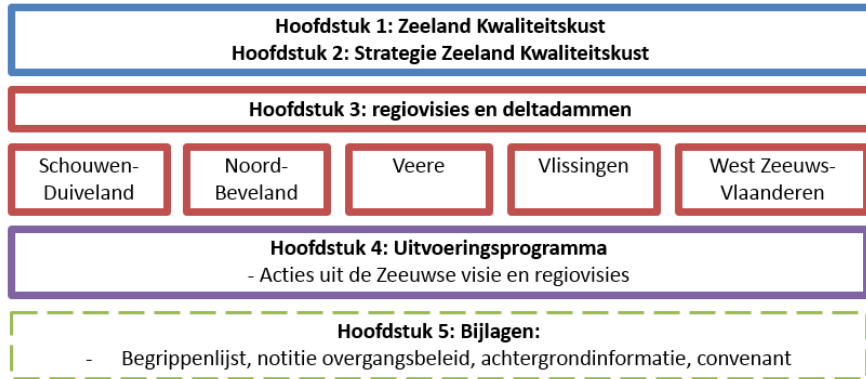 Hoofdstuk 1: Zeeland Kwaliteitskust
Hoofdstuk 2: Strategie Zeeland Kwaliteitskust
Hoofdstuk 3: regiovisies en deltadammen
Schouwen-
Duiveland
Noord-
Beveland
Veere
Vlissingen
West Zeeuws-
Vlaanderen
Hoofdstuk 4: Uitvoeringsprogramma
- Acties uit de Zeeuwse visie en regiovisies
Hoofdstuk 5: Bijlagen:
- Begrippenlijst, notitie overgangsbeleid, achtergrondinformatie, convenant